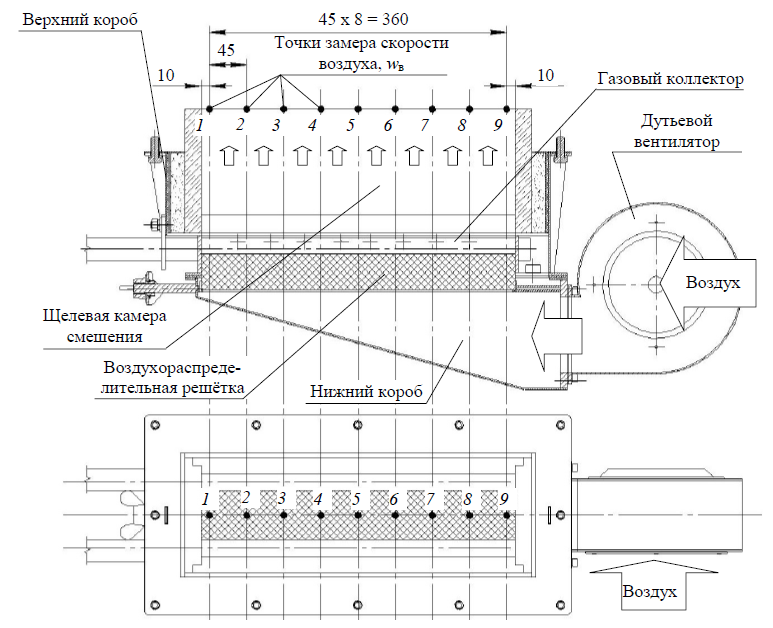 Верхний короб
45 x 8 = 360
45
Точки замера скорости
воздуха, wв
10
10
Газовый коллектор
Дутьевой
вентилятор
1 2 3 4 5 6 7 8 9
Воздух
Щелевая камера
смешения
Воздухораспреде-
лительная решётка
Нижний короб
1 2 3 4 5 6 7 8 9
Воздух